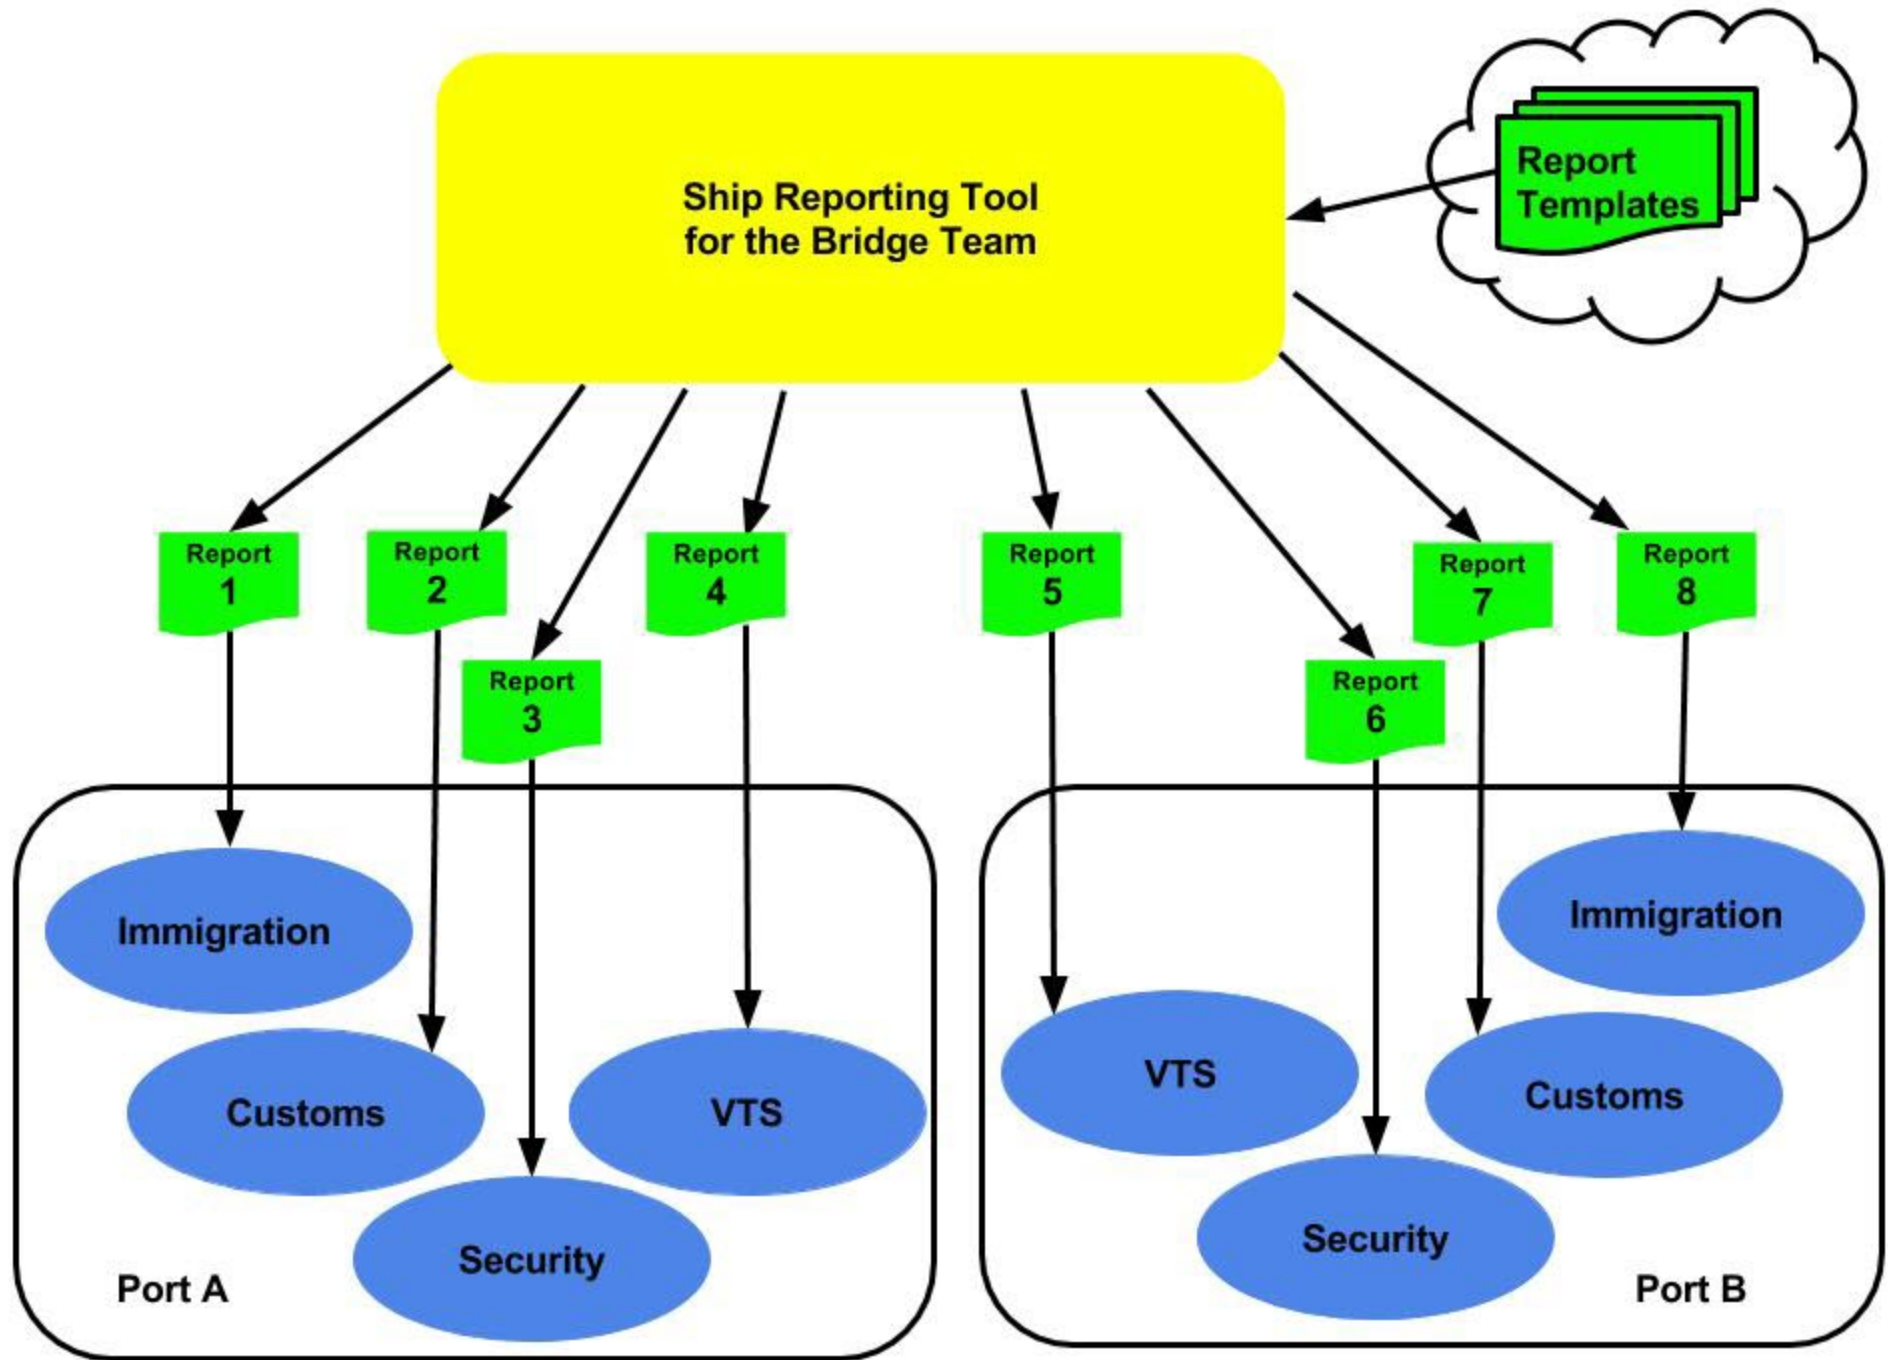 Ship Reporting Tool
for the Bridge Team
Report
Templates
Report
1
Report
2
Report
3
Report
4
Report
5
Report
6
Report
7
Report
8
Immigration
Customs
Security
VTS
Port A
VTS
Security
Customs
Immigration
Port B